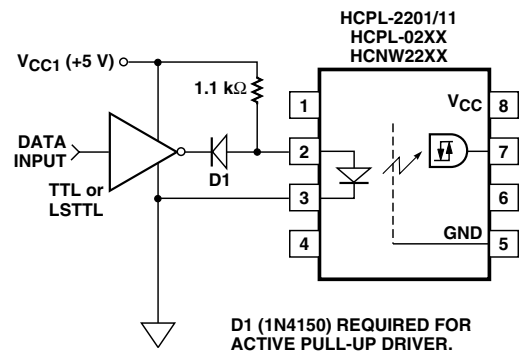 HCPL-2201/11
HCPL-02XX
HCNW22XX
VCC1 (+5 V)
1.1 kΩ
DATA
INPUT
TTL or
LSTTL
D1
1
2
3
4
VCC
8
7
6
GND
5
D1 (1N4150) REQUIRED FOR
ACTIVE PULL-UP DRIVER.